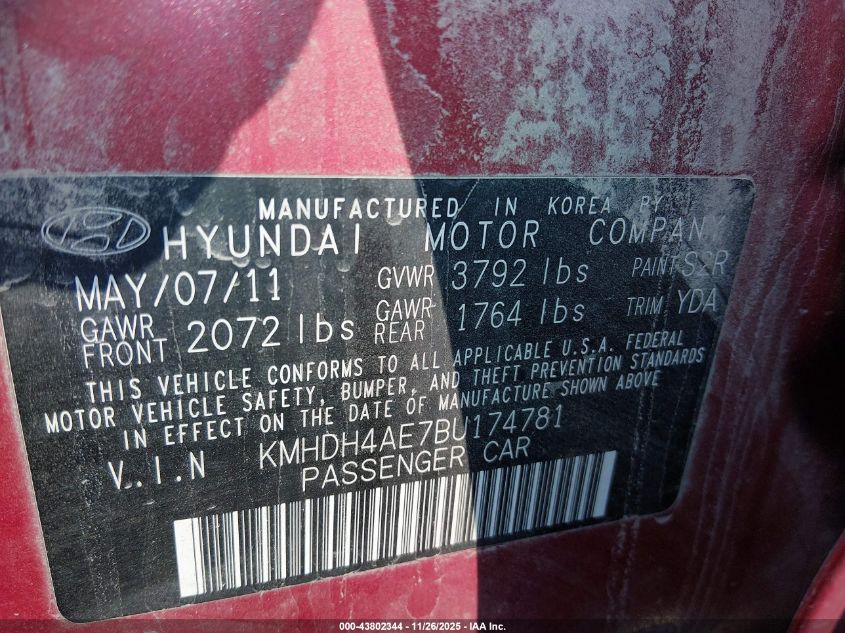 MANUFACTURED IN KOREA BY
HYUNDAI MOTOR COMPANY
MAY/07/11 GVWR 3792 lbs PAINT S2R
GAWR FRONT 2072 lbs GAWR REAR 1764 lbs TRIM YDA
THIS VEHICLE CONFORMS TO ALL APPLICABLE U.S.A. FEDERAL
MOTOR VEHICLE SAFETY, BUMPER, AND THEFT PREVENTION STANDARDS
IN EFFECT ON THE DATE OF MANUFACTURE SHOWN ABOVE
V.I.N KMHDH4AE7BU174781
PASSENGER CAR
000-43802344 - 11/26/2025 - IAA Inc.